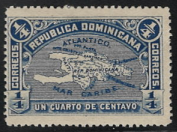 1/4 REPUBLICA DOMINICANA 1/4
CORREOS
ATLANTICO
CORREOS
MAR CARIBE
1/4 UN CUARTO DE CENTAVO 1/4